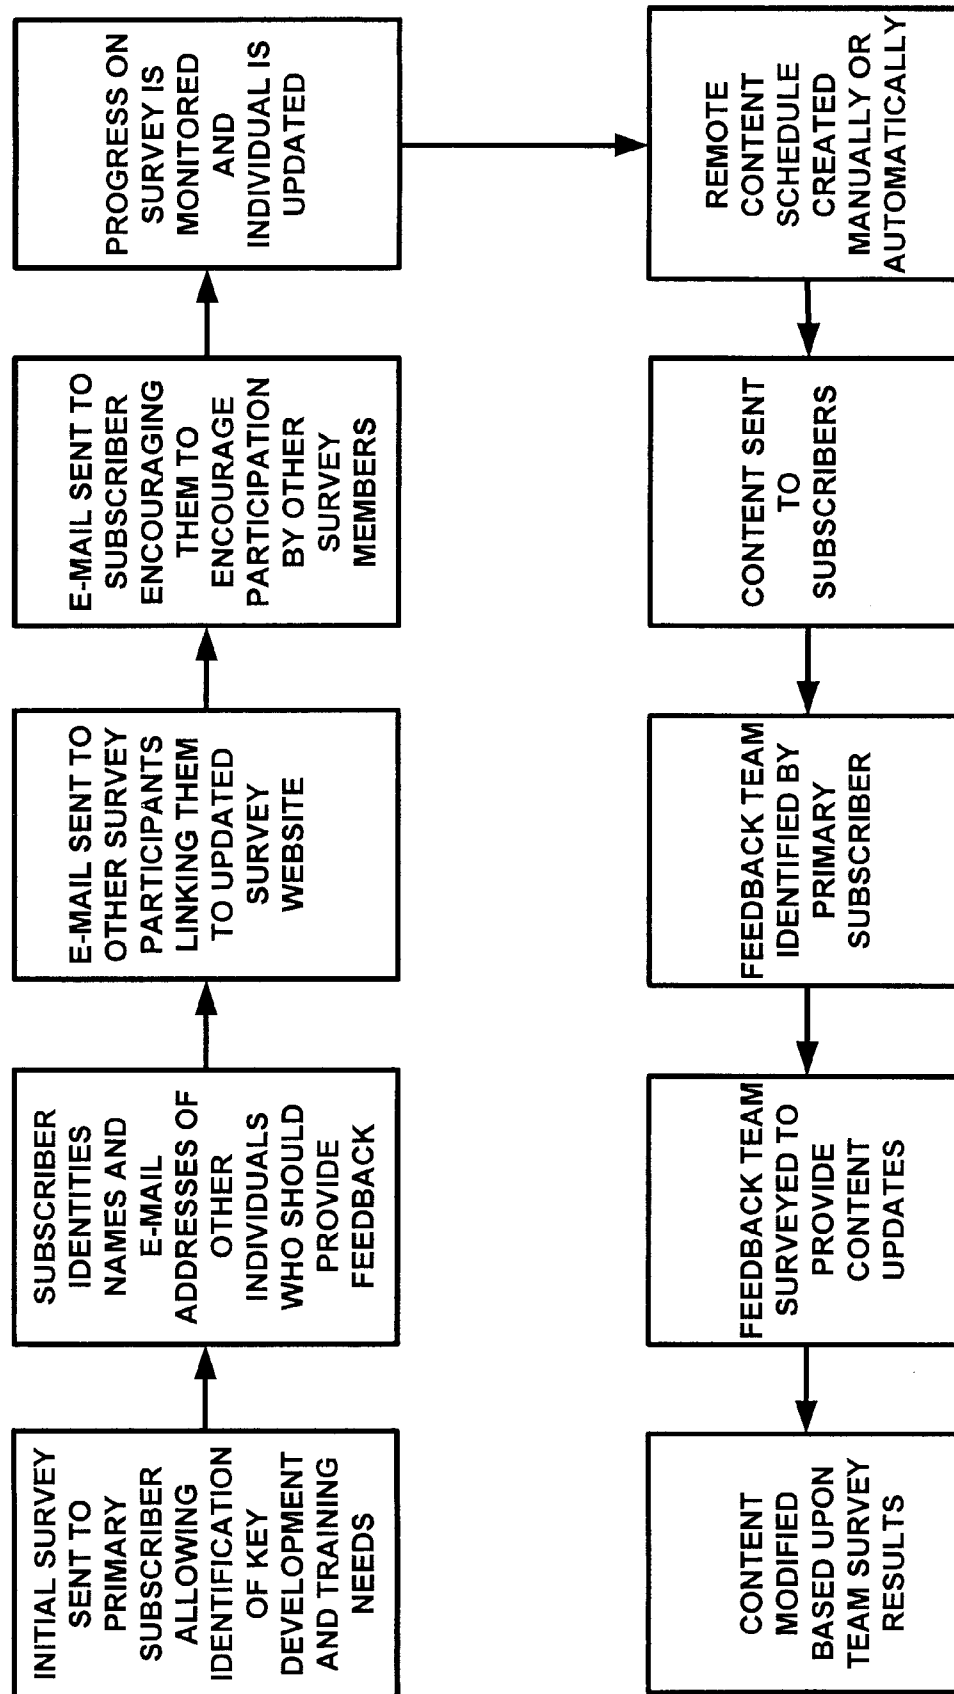 INITIAL SURVEY
SENT TO
PRIMARY
SUBSCRIBER
ALLOWING
IDENTIFICATION
OF KEY
DEVELOPMENT
AND TRAINING
NEEDS
SUBSCRIBER
IDENTITIES
NAMES AND
E-MAIL
ADDRESSES OF
OTHER
INDIVIDUALS
WHO SHOULD
PROVIDE
FEEDBACK
E-MAIL SENT TO
OTHER SURVEY
PARTICIPANTS
LINKING THEM
TO UPDATED
SURVEY
WEBSITE
E-MAIL SENT TO
SUBSCRIBER
ENCOURAGING
THEM TO
ENCOURAGE
PARTICIPATION
BY OTHER
SURVEY
MEMBERS
PROGRESS ON
SURVEY IS
MONITORED
AND
INDIVIDUAL IS
UPDATED
REMOTE
CONTENT
SCHEDULE
CREATED
MANUALLY OR
AUTOMATICALLY
CONTENT SENT
TO
SUBSCRIBERS
FEEDBACK TEAM
IDENTIFIED BY
PRIMARY
SUBSCRIBER
FEEDBACK TEAM
SURVEYED TO
PROVIDE
CONTENT
UPDATES
CONTENT
MODIFIED
BASED UPON
TEAM SURVEY
RESULTS